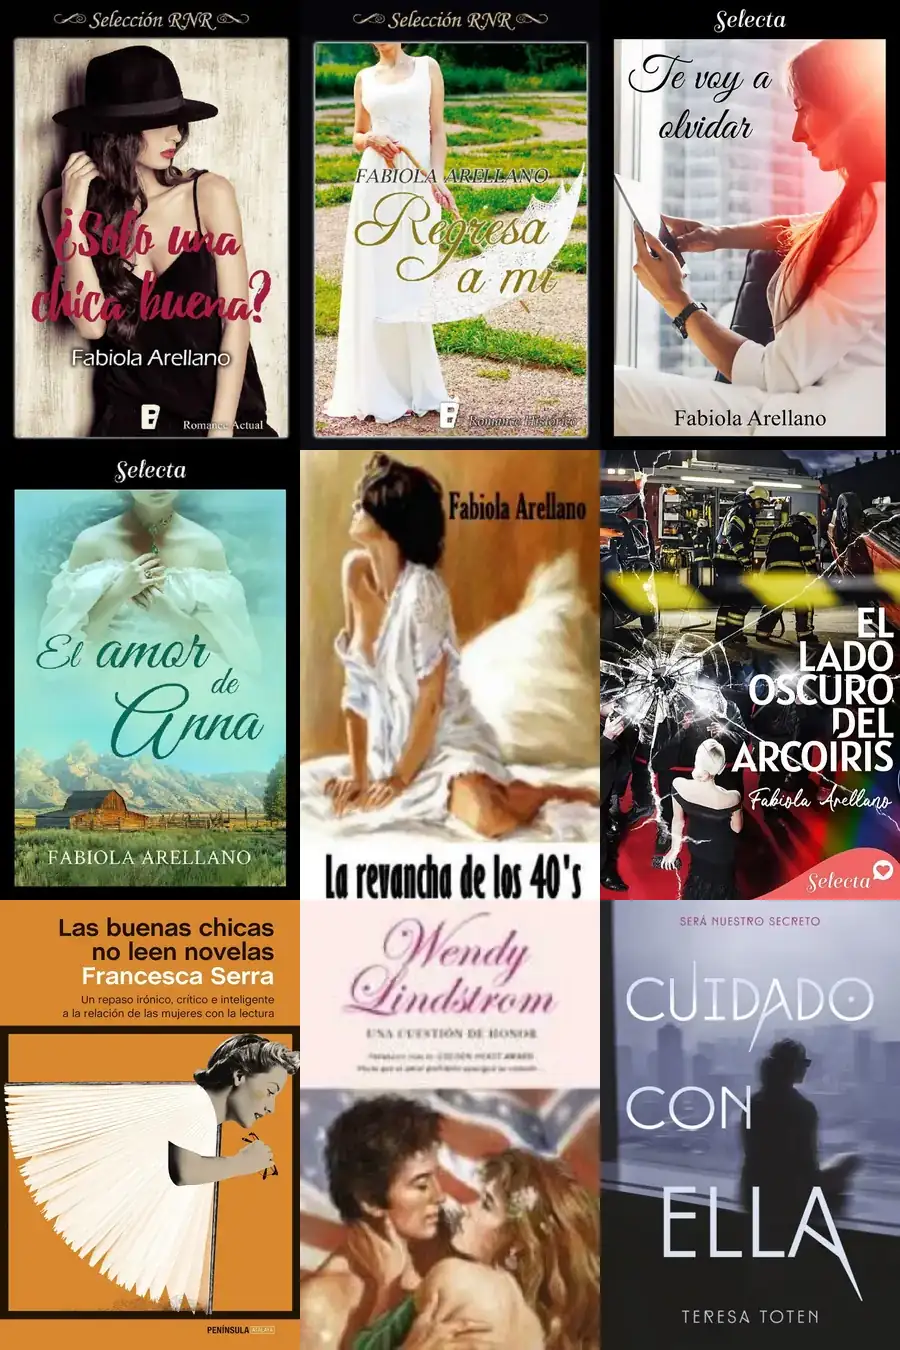 Selección RNR
¿Solo una
chica buena?
Fabiola Arellano
B
Romance Actual
Selección RNR
FABIOLA ARELLANO
Regresa
a mí
B
Romance Histórico
Selecta
Te voy a
olvidar
Fabiola Arellano
Selecta
El amor
de
Anna
FABIOLA ARELLANO
Fabiola Arellano
La revancha de los 40's
EL
LADO
OSCURO
DEL
ARCOÍRIS
Fabiola Arellano
Selecta
Las buenas chicas
no leen novelas
Francesca Serra
Un repaso irónico, crítico e inteligente
a la relación de las mujeres con la lectura
PENÍNSULA ATALAYA
Wendy
Lindstrom
UNA CUESTIÓN DE HONOR
SERÁ NUESTRO SECRETO
CUIDADO
CON
ELLA
TERESA TOTEN